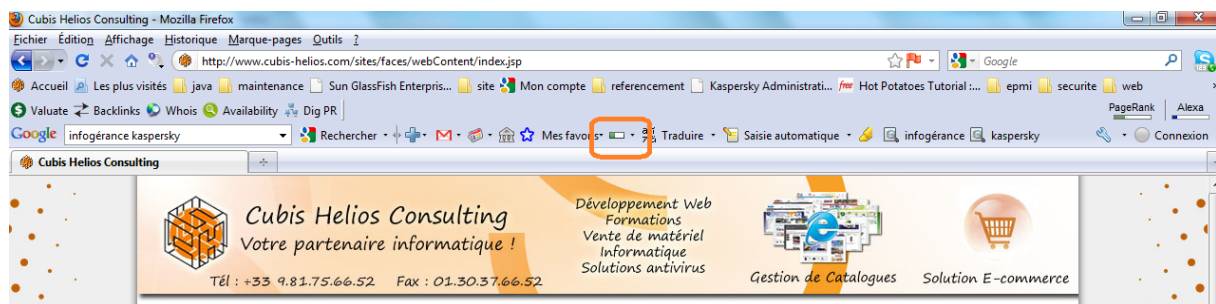 Cubis Helios Consulting - Mozilla Firefox
Fichier Édition Affichage Historique Marque-pages Outils ?
http://www.cubis-helios.com/sites/faces/webContent/index.jsp Google
Accueil Les plus visités java maintenance Sun GlassFish Enterpris... site Mon compte referencement Kaspersky Administrati... free Hot Potatoes Tutorial :... epmi securite web
Valuate Backlinks Whois Availability Dig PR PageRank Alexa
Google infogérance kaspersky Rechercher Mes favoris Traduire Saisie automatique infogérance kaspersky Connexion
Cubis Helios Consulting
Cubis Helios Consulting
Votre partenaire informatique !
Tél : +33 9.81.75.66.52 Fax : 01.30.37.66.52
Développement Web
Formations
Vente de matériel
Informatique
Solutions antivirus
Gestion de Catalogues
Solution E-commerce